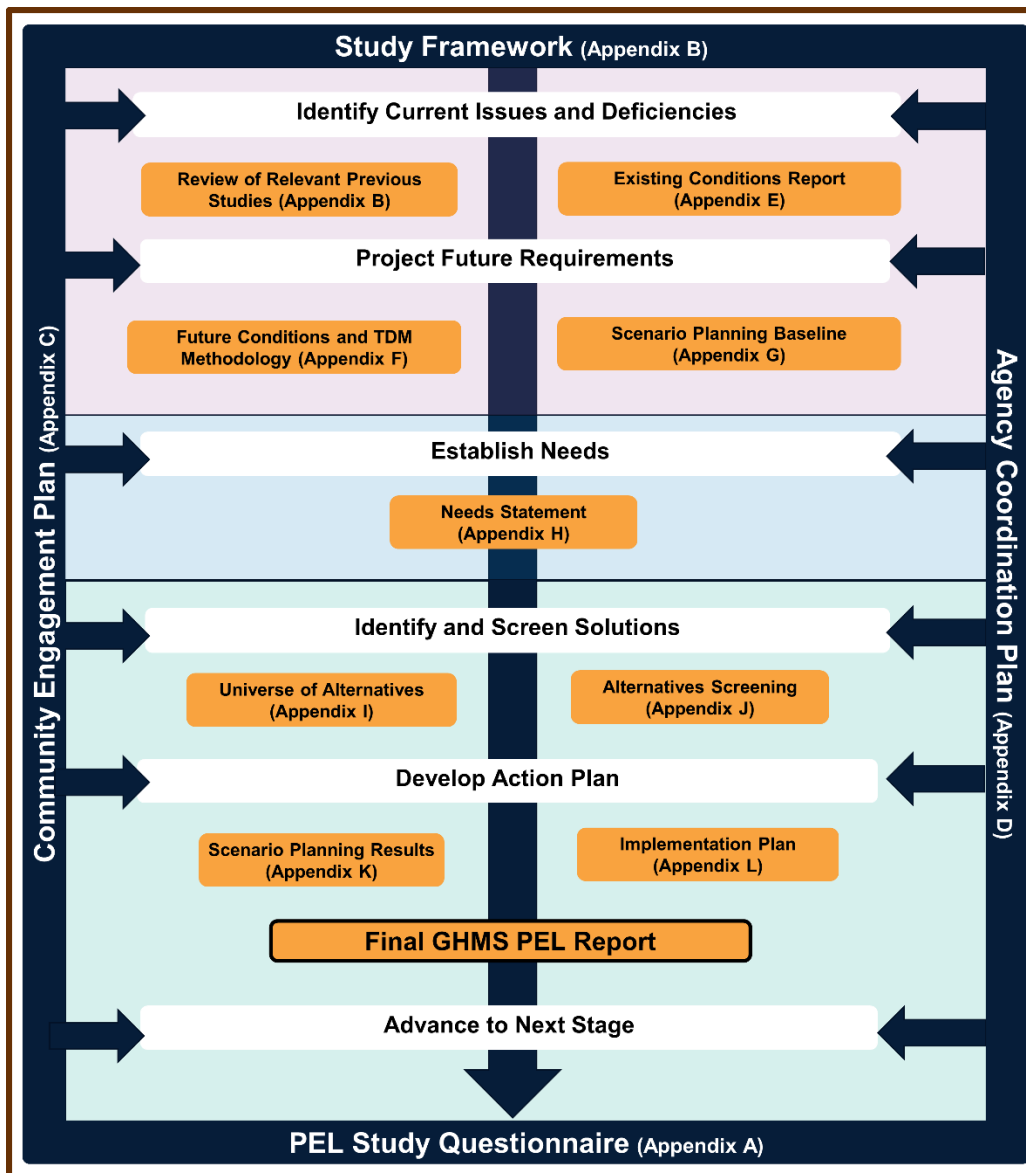 Study Framework (Appendix B)
Identify Current Issues and Deficiencies
Review of Relevant Previous
Studies (Appendix B)
Existing Conditions Report
(Appendix E)
Project Future Requirements
Future Conditions and TDM
Methodology (Appendix F)
Scenario Planning Baseline
(Appendix G)
Community Engagement Plan (Appendix C)
Agency Coordination Plan (Appendix D)
Establish Needs
Needs Statement
(Appendix H)
Identify and Screen Solutions
Universe of Alternatives
(Appendix I)
Alternatives Screening
(Appendix J)
Develop Action Plan
Scenario Planning Results
(Appendix K)
Implementation Plan
(Appendix L)
Final GHMS PEL Report
Advance to Next Stage
PEL Study Questionnaire (Appendix A)